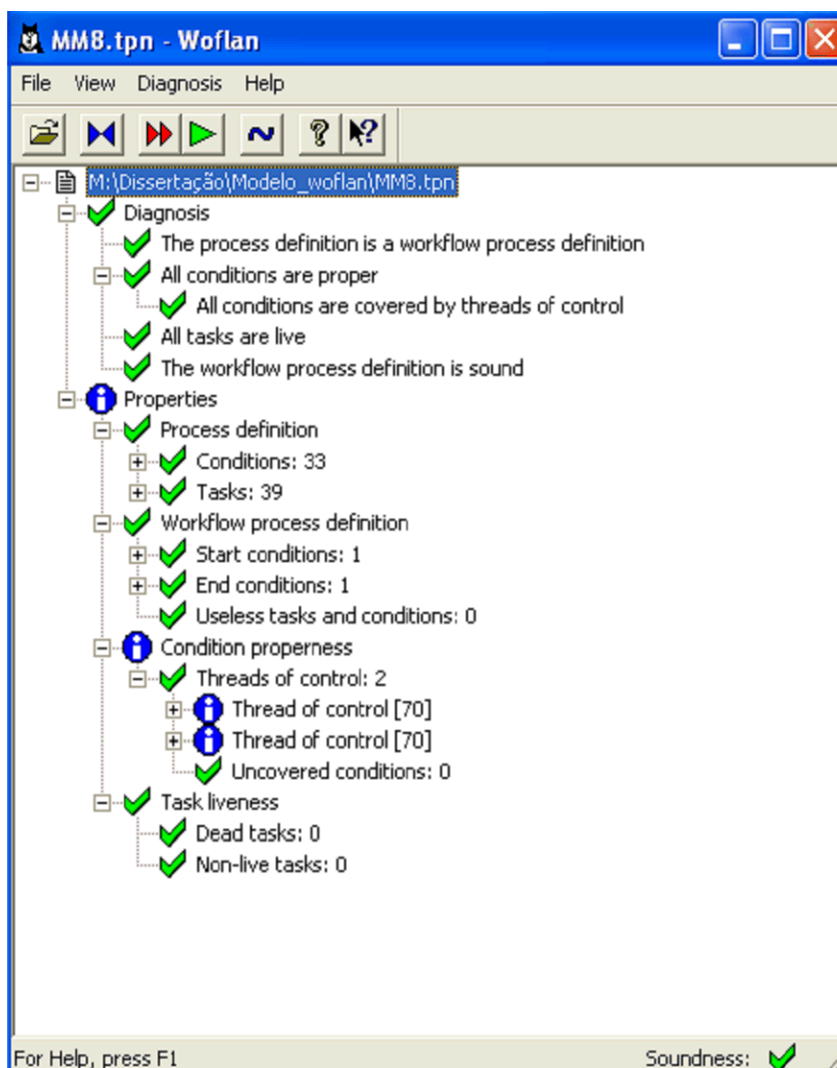 MM8.tpn - Woflan
File View Diagnosis Help
M:\Dissertação\Modelo_woflan\MM8.tpn
Diagnosis
The process definition is a workflow process definition
All conditions are proper
All conditions are covered by threads of control
All tasks are live
The workflow process definition is sound
Properties
Process definition
Conditions: 33
Tasks: 39
Workflow process definition
Start conditions: 1
End conditions: 1
Useless tasks and conditions: 0
Condition properness
Threads of control: 2
Thread of control [70]
Thread of control [70]
Uncovered conditions: 0
Task liveness
Dead tasks: 0
Non-live tasks: 0
For Help, press F1 Soundness: